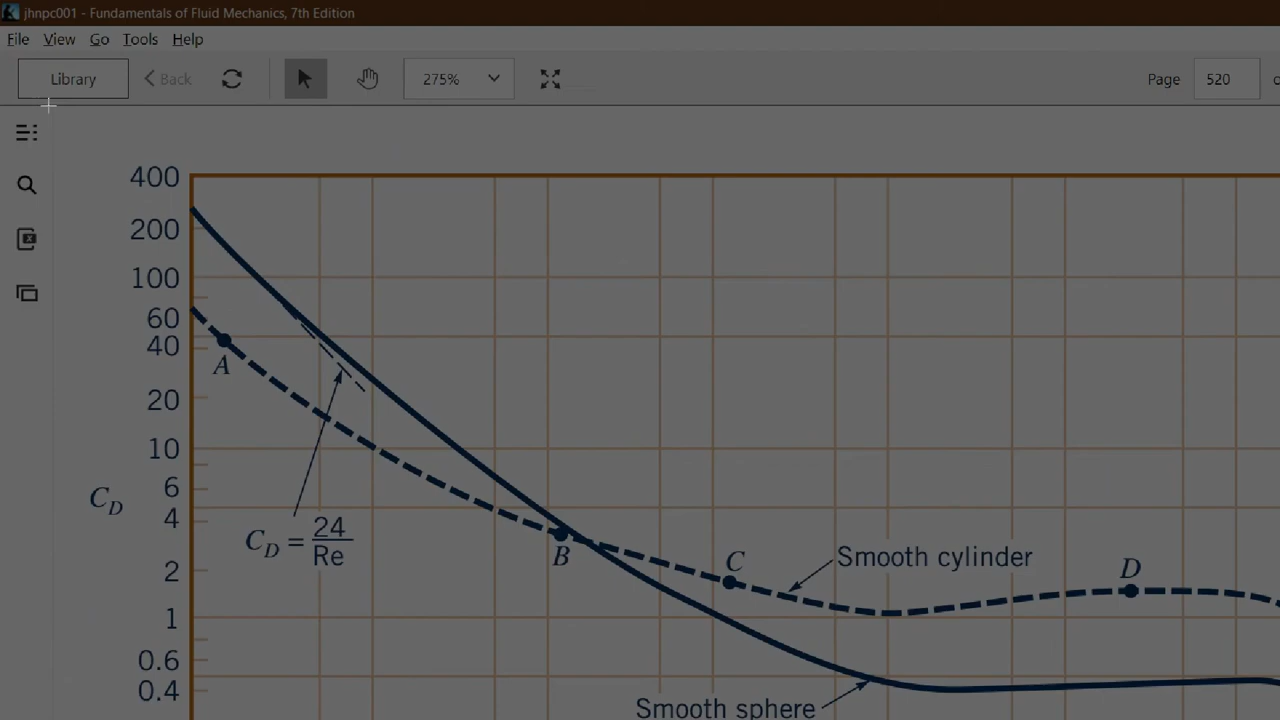 jhnpc001 - Fundamentals of Fluid Mechanics, 7th Edition
File View Go Tools Help
Library Back 275% Page 520
400
200
100
60
40
A
20
10
C_D 6
4
C_D = 24
Re
B
C
Smooth cylinder
D
2
1
0.6
0.4
Smooth sphere